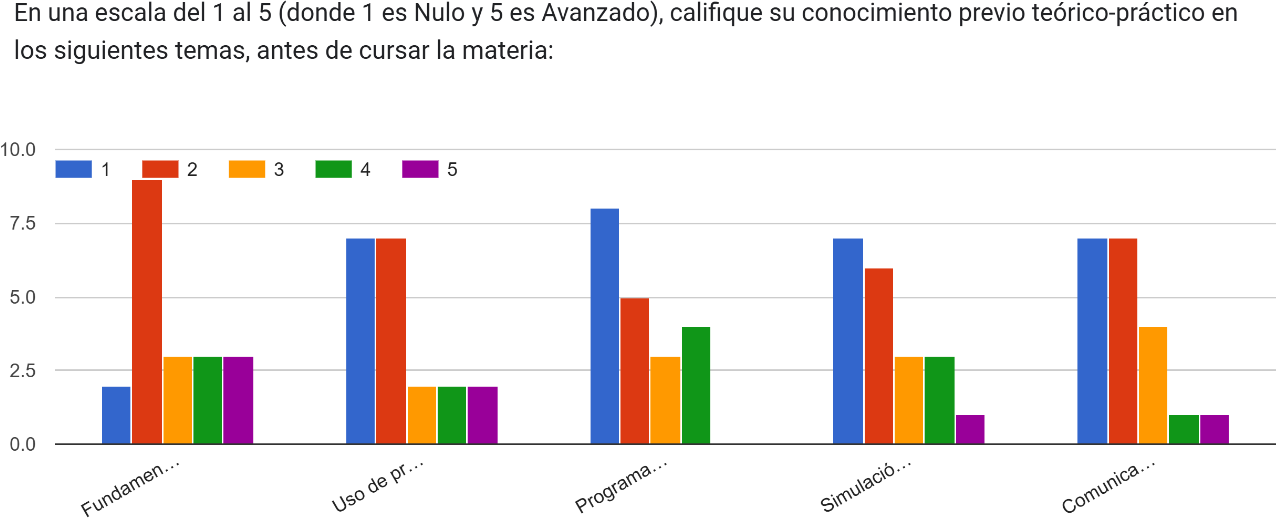 En una escala del 1 al 5 (donde 1 es Nulo y 5 es Avanzado), califique su conocimiento previo teórico-práctico en
los siguientes temas, antes de cursar la materia:
10.0
1 2 3 4 5
7.5
5.0
2.5
0.0
Fundamen… Uso de pr… Programa… Simulació… Comunica…